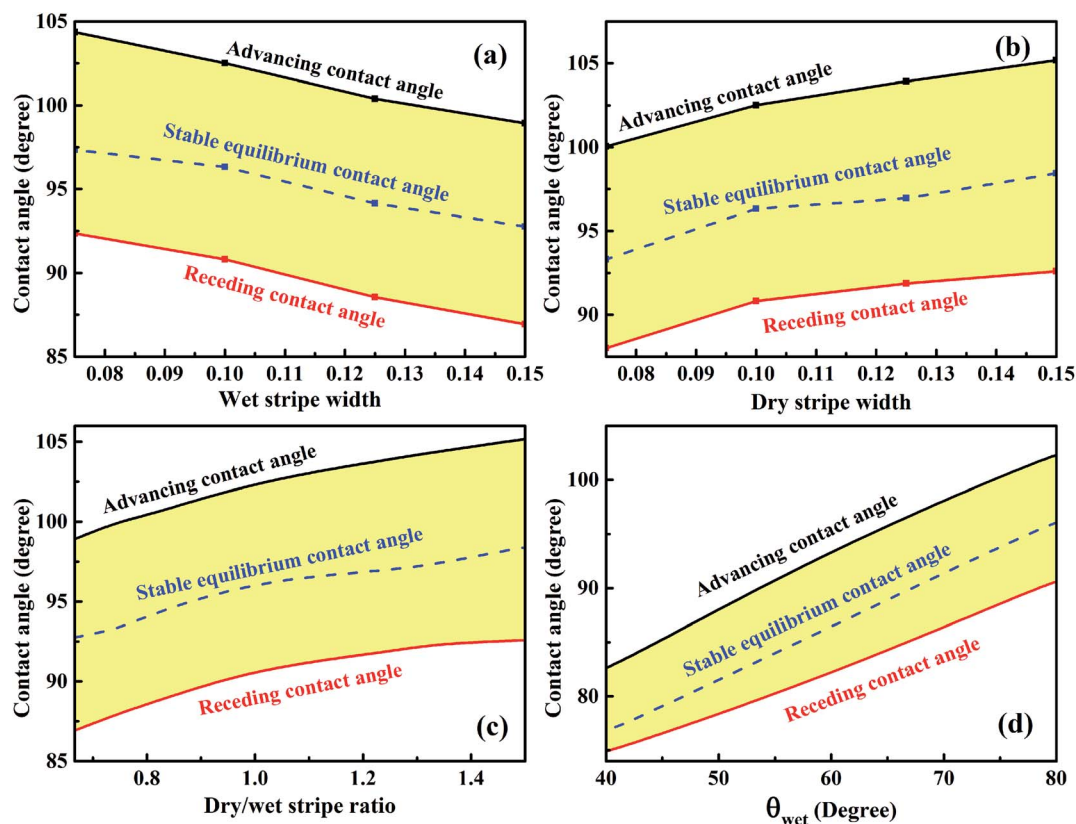 (a)
Advancing contact angle
Stable equilibrium contact angle
Receding contact angle
Contact angle (degree)
105
100
95
90
85
0.08 0.09 0.10 0.11 0.12 0.13 0.14 0.15
Wet stripe width
(b)
Advancing contact angle
Stable equilibrium contact angle
Receding contact angle
Contact angle (degree)
105
100
95
90
0.08 0.09 0.10 0.11 0.12 0.13 0.14 0.15
Dry stripe width
Advancing contact angle
Stable equilibrium contact angle
Receding contact angle
(c)
Contact angle (degree)
105
100
95
90
85
0.8 1.0 1.2 1.4
Dry/wet stripe ratio
Advancing contact angle
Stable equilibrium contact angle
Receding contact angle
(d)
Contact angle (degree)
100
90
80
40 50 60 70 80
θwet (Degree)